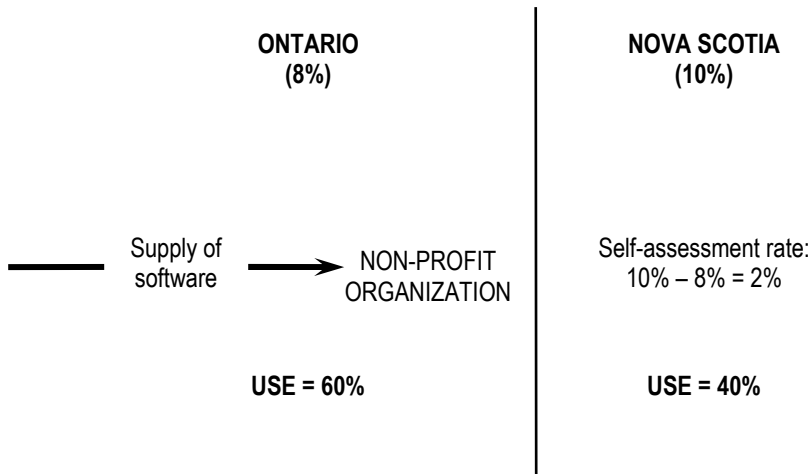 ONTARIO
(8%)
NOVA SCOTIA
(10%)
Supply of
software
NON-PROFIT
ORGANIZATION
Self-assessment rate:
10% – 8% = 2%
USE = 60%
USE = 40%